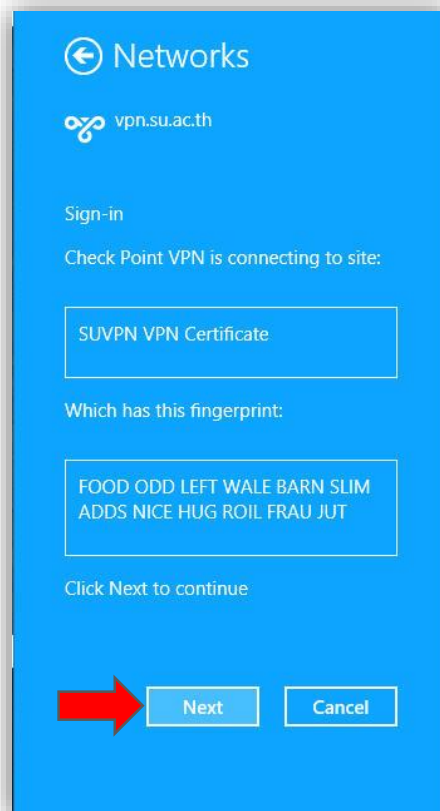 Networks
vpn.su.ac.th
Sign-in
Check Point VPN is connecting to site:
SUVPN VPN Certificate
Which has this fingerprint:
FOOD ODD LEFT WALE BARN SLIM
ADDS NICE HUG ROIL FRAU JUT
Click Next to continue
Next Cancel